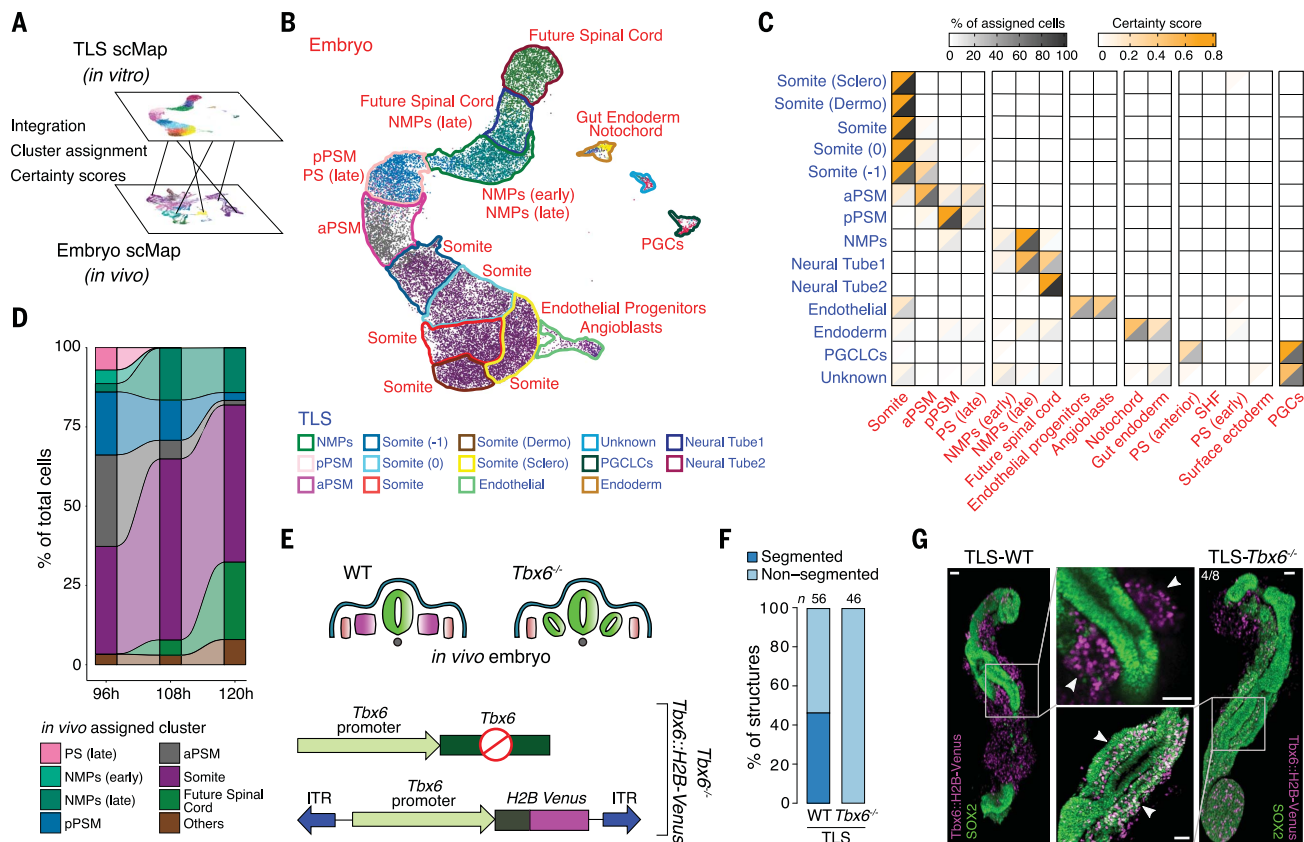 A
TLS scMap
(in vitro)
Integration
Cluster assignment
Certainty scores
Embryo scMap
(in vivo)
B
Embryo
Future Spinal Cord
Future Spinal Cord
NMPs (late)
Gut Endoderm
Notochord
pPSM
PS (late)
NMPs (early)
NMPs (late)
aPSM
PGCs
Somite
Somite
Endothelial Progenitors
Angioblasts
Somite
Somite
Somite
TLS
NMPs
Somite (-1)
Somite (Dermo)
Unknown
Neural Tube1
pPSM
Somite (0)
Somite (Sclero)
PGCLCs
Neural Tube2
aPSM
Somite
Endothelial
Endoderm
C
% of assigned cells
0 20 40 60 80 100
Certainty score
0 0.2 0.4 0.6 0.8
Somite (Sclero)
Somite (Dermo)
Somite
Somite (0)
Somite (-1)
aPSM
pPSM
NMPs
Neural Tube1
Neural Tube2
Endothelial
Endoderm
PGCLCs
Unknown
Somite
aPSM
pPSM
PS (late)
NMPs (early)
NMPs (late)
Future spinal cord
Endothelial progenitors
Angioblasts
Notochord
Gut endoderm
PS (anterior)
SHF
PS (early)
Surface ectoderm
PGCs
D
% of total cells
100
75
50
25
0
96h 108h 120h
in vivo assigned cluster
PS (late)
NMPs (early)
NMPs (late)
pPSM
aPSM
Somite
Future Spinal
Cord
Others
E
WT
Tbx6-/-
in vivo embryo
Tbx6
promoter
Tbx6
ITR
Tbx6
promoter
H2B Venus
ITR
Tbx6-/-
Tbx6::H2B-Venus
F
Segmented
Non–segmented
n 56 46
% of structures
100
80
60
40
20
0
WT Tbx6-/-
TLS
G
TLS-WT
TLS-Tbx6-/-
4/8
Tbx6::H2B-Venus
SOX2
Tbx6::H2B-Venus
SOX2